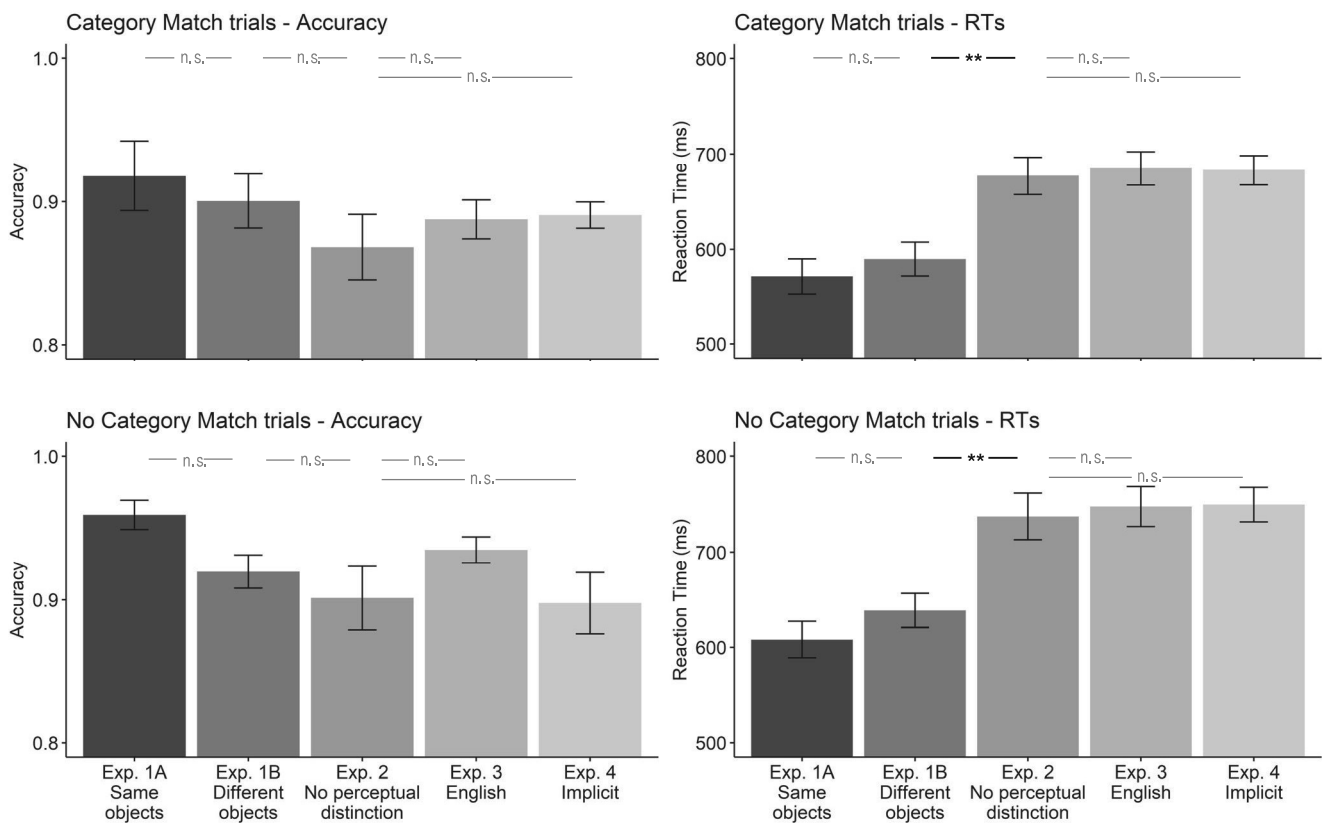 Category Match trials - Accuracy
1.0
n.s.
n.s.
n.s.
n.s.
Accuracy
0.9
0.8
Category Match trials - RTs
800
n.s.
**
n.s.
n.s.
Reaction Time (ms)
700
600
500
No Category Match trials - Accuracy
1.0
n.s.
n.s.
n.s.
n.s.
Accuracy
0.9
0.8
Exp. 1A
Same
objects
Exp. 1B
Different
objects
Exp. 2
No perceptual
distinction
Exp. 3
English
Exp. 4
Implicit
No Category Match trials - RTs
800
n.s.
**
n.s.
n.s.
Reaction Time (ms)
700
600
500
Exp. 1A
Same
objects
Exp. 1B
Different
objects
Exp. 2
No perceptual
distinction
Exp. 3
English
Exp. 4
Implicit